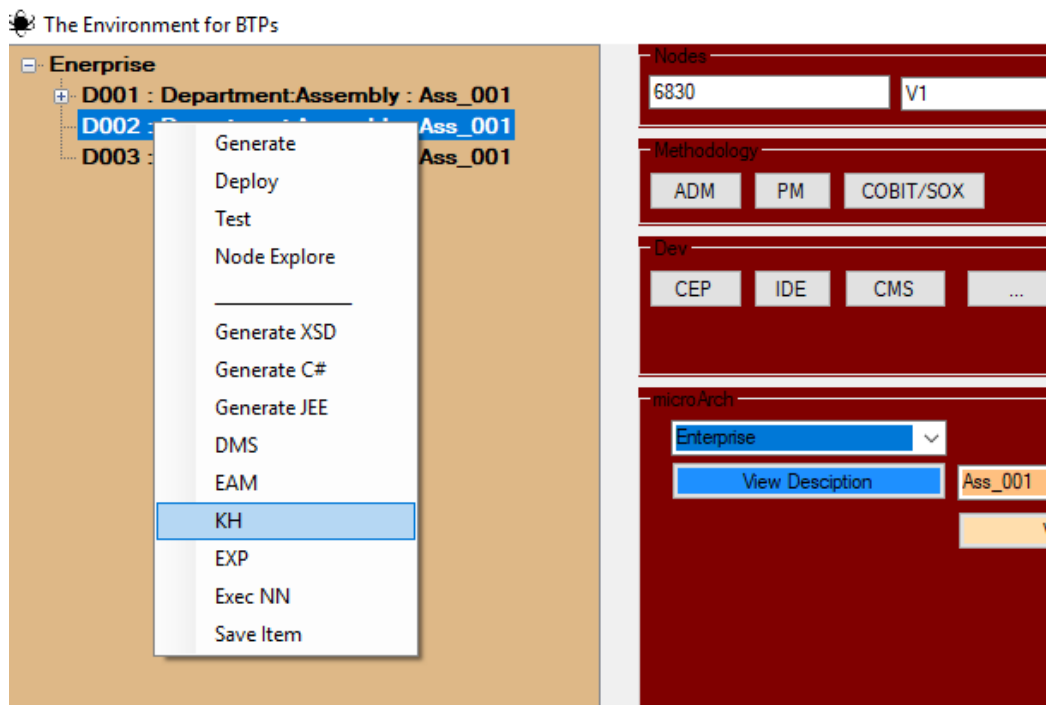 The Environment for BTPs
Enerprise
D001 : Department:Assembly : Ass_001
D002 : Ass_001
D003 : Ass_001
Generate
Deploy
Test
Node Explore
Generate XSD
Generate C#
Generate JEE
DMS
EAM
KH
EXP
Exec NN
Save Item
Nodes
6830 V1
Methodology
ADM PM COBIT/SOX
Dev
CEP IDE CMS ...
microArch
Enterprise
View Desciption Ass_001